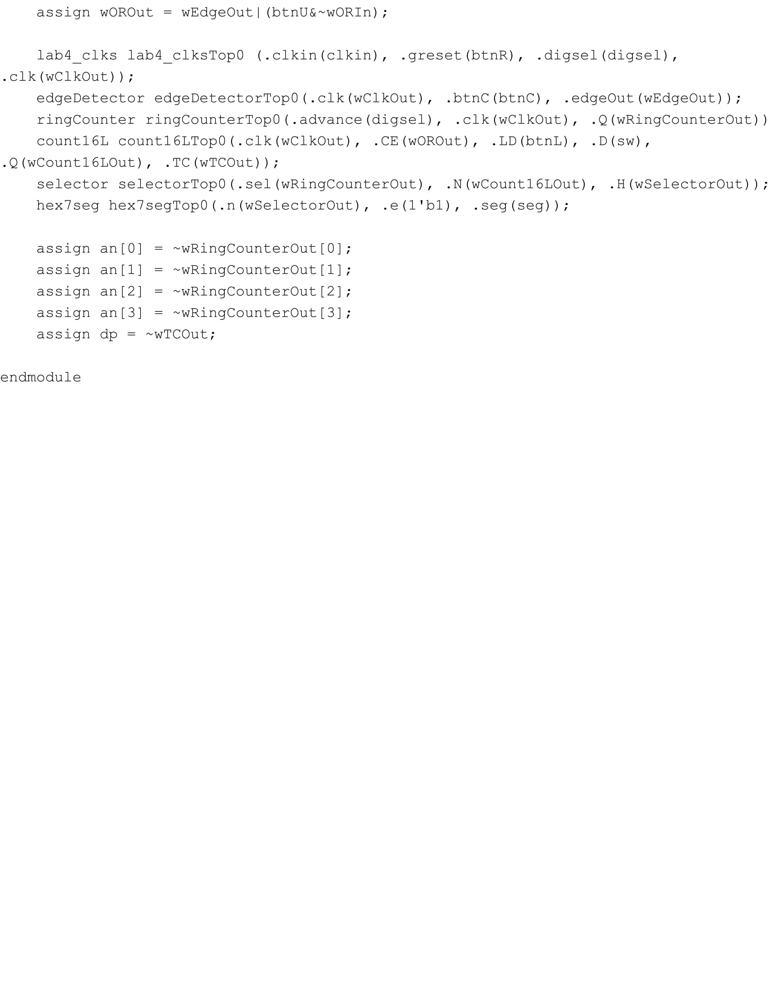 assign wOROut = wEdgeOut|(btnU&~wORIn);

    lab4_clks lab4_clksTop0 (.clkin(clkin), .greset(btnR), .digsel(digsel),
.clk(wClkOut));
    edgeDetector edgeDetectorTop0(.clk(wClkOut), .btnC(btnC), .edgeOut(wEdgeOut));
    ringCounter ringCounterTop0(.advance(digsel), .clk(wClkOut), .Q(wRingCounterOut))
    count16L count16LTop0(.clk(wClkOut), .CE(wOROut), .LD(btnL), .D(sw),
.Q(wCount16LOut), .TC(wTCOut));
    selector selectorTop0(.sel(wRingCounterOut), .N(wCount16LOut), .H(wSelectorOut));
    hex7seg hex7segTop0(.n(wSelectorOut), .e(1'b1), .seg(seg));

    assign an[0] = ~wRingCounterOut[0];
    assign an[1] = ~wRingCounterOut[1];
    assign an[2] = ~wRingCounterOut[2];
    assign an[3] = ~wRingCounterOut[3];
    assign dp = ~wTCOut;

endmodule